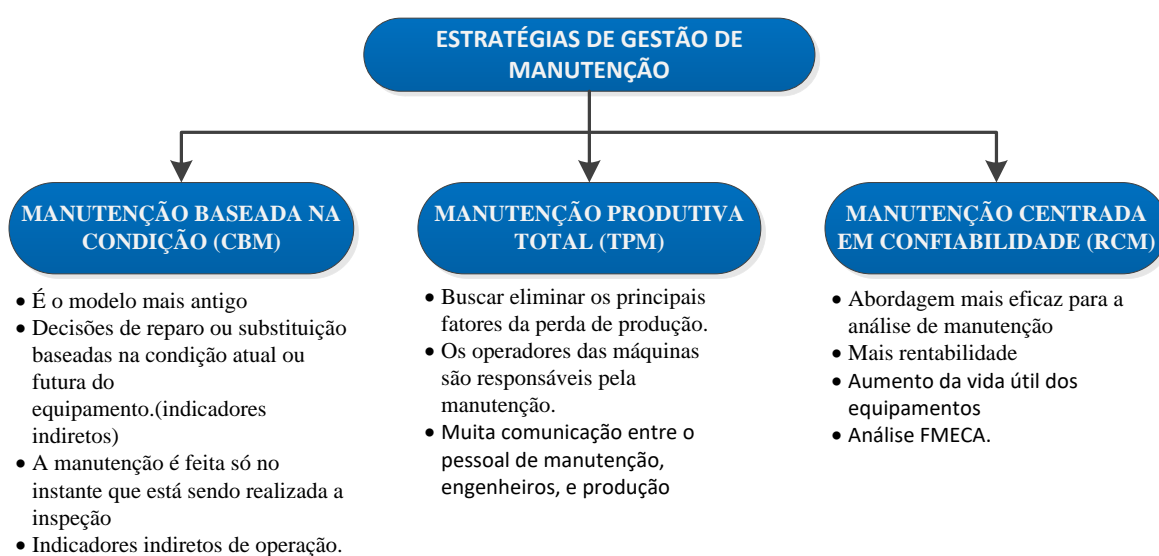 ESTRATÉGIAS DE GESTÃO DE
MANUTENÇÃO
MANUTENÇÃO BASEADA NA
CONDIÇÃO (CBM)
• É o modelo mais antigo
• Decisões de reparo ou substituição
baseadas na condição atual ou
futura do
equipamento.(indicadores
indiretos)
• A manutenção é feita só no
instante que está sendo realizada a
inspeção
• Indicadores indiretos de operação.
MANUTENÇÃO PRODUTIVA
TOTAL (TPM)
• Buscar eliminar os principais
fatores da perda de produção.
• Os operadores das máquinas
são responsáveis pela
manutenção.
• Muita comunicação entre o
pessoal de manutenção,
engenheiros, e produção
MANUTENÇÃO CENTRADA
EM CONFIABILIDADE (RCM)
• Abordagem mais eficaz para a
análise de manutenção
• Mais rentabilidade
• Aumento da vida útil dos
equipamentos
• Análise FMECA.